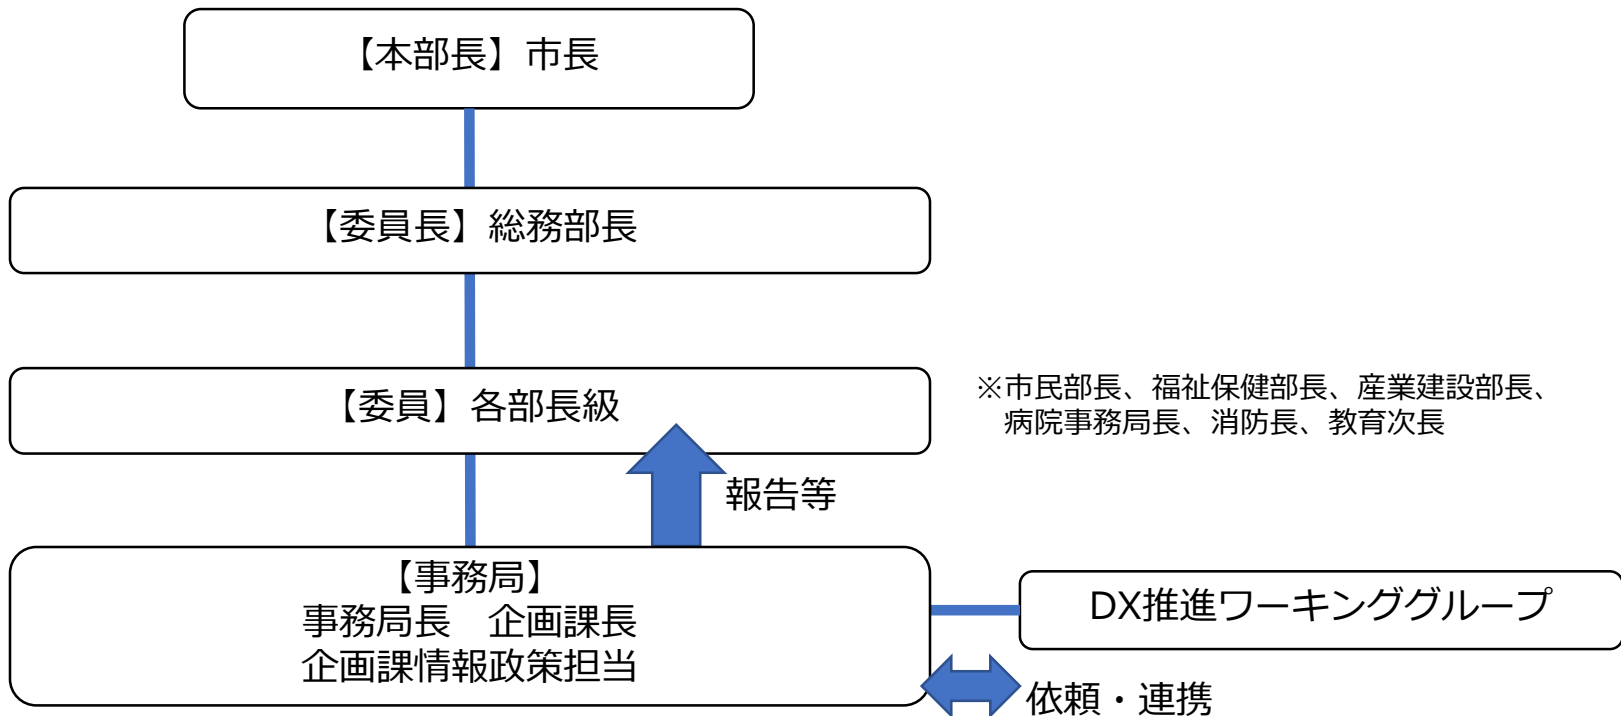 【本部長】市長
【委員長】総務部長
【委員】各部長級
※市民部長、福祉保健部長、産業建設部長、
病院事務局長、消防長、教育次長
報告等
【事務局】
事務局長　企画課長
企画課情報政策担当
DX推進ワーキンググループ
依頼・連携